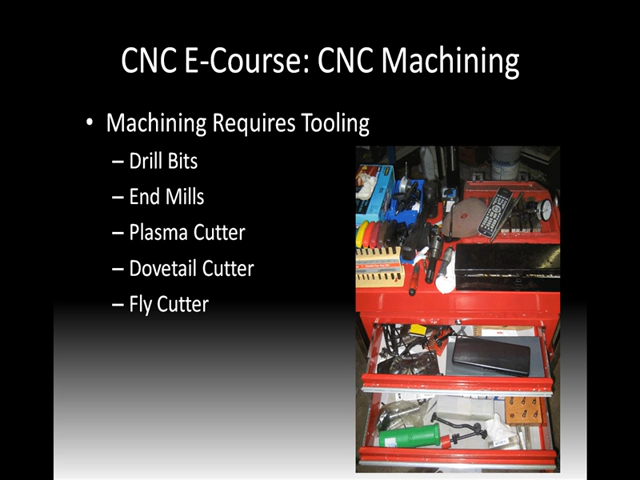 CNC E-Course: CNC Machining
• Machining Requires Tooling
– Drill Bits
– End Mills
– Plasma Cutter
– Dovetail Cutter
– Fly Cutter